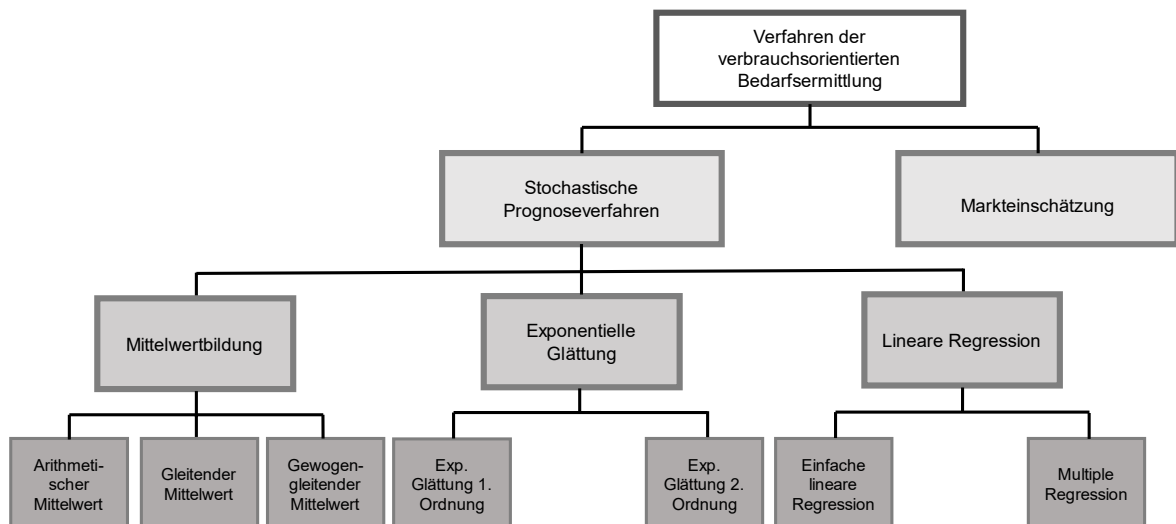 Verfahren der
verbrauchsorientierten
Bedarfsermittlung
Stochastische
Prognoseverfahren
Markteinschätzung
Mittelwertbildung
Exponentielle
Glättung
Lineare Regression
Arithmeti-
scher
Mittelwert
Gleitender
Mittelwert
Gewogen-
gleitender
Mittelwert
Exp.
Glättung 1.
Ordnung
Exp.
Glättung 2.
Ordnung
Einfache
lineare
Regression
Multiple
Regression